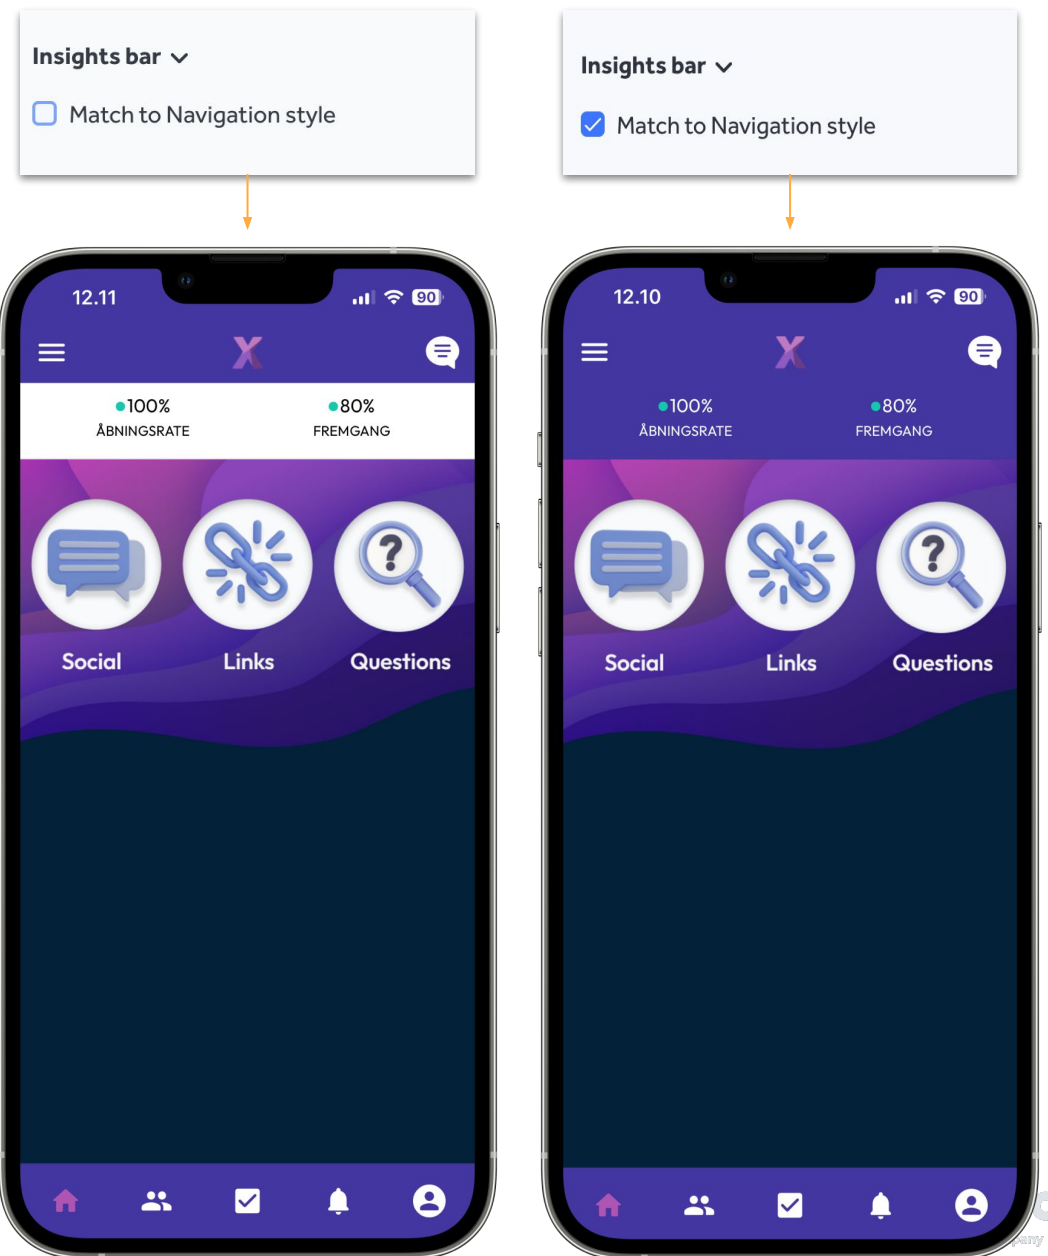 Insights bar
Match to Navigation style
12.11
90
X
100%
80%
ÅBNINGSRATE
FREMGANG
?
Social
Links
Questions
Insights bar
Match to Navigation style
12.10
90
X
100%
80%
ÅBNINGSRATE
FREMGANG
?
Social
Links
Questions